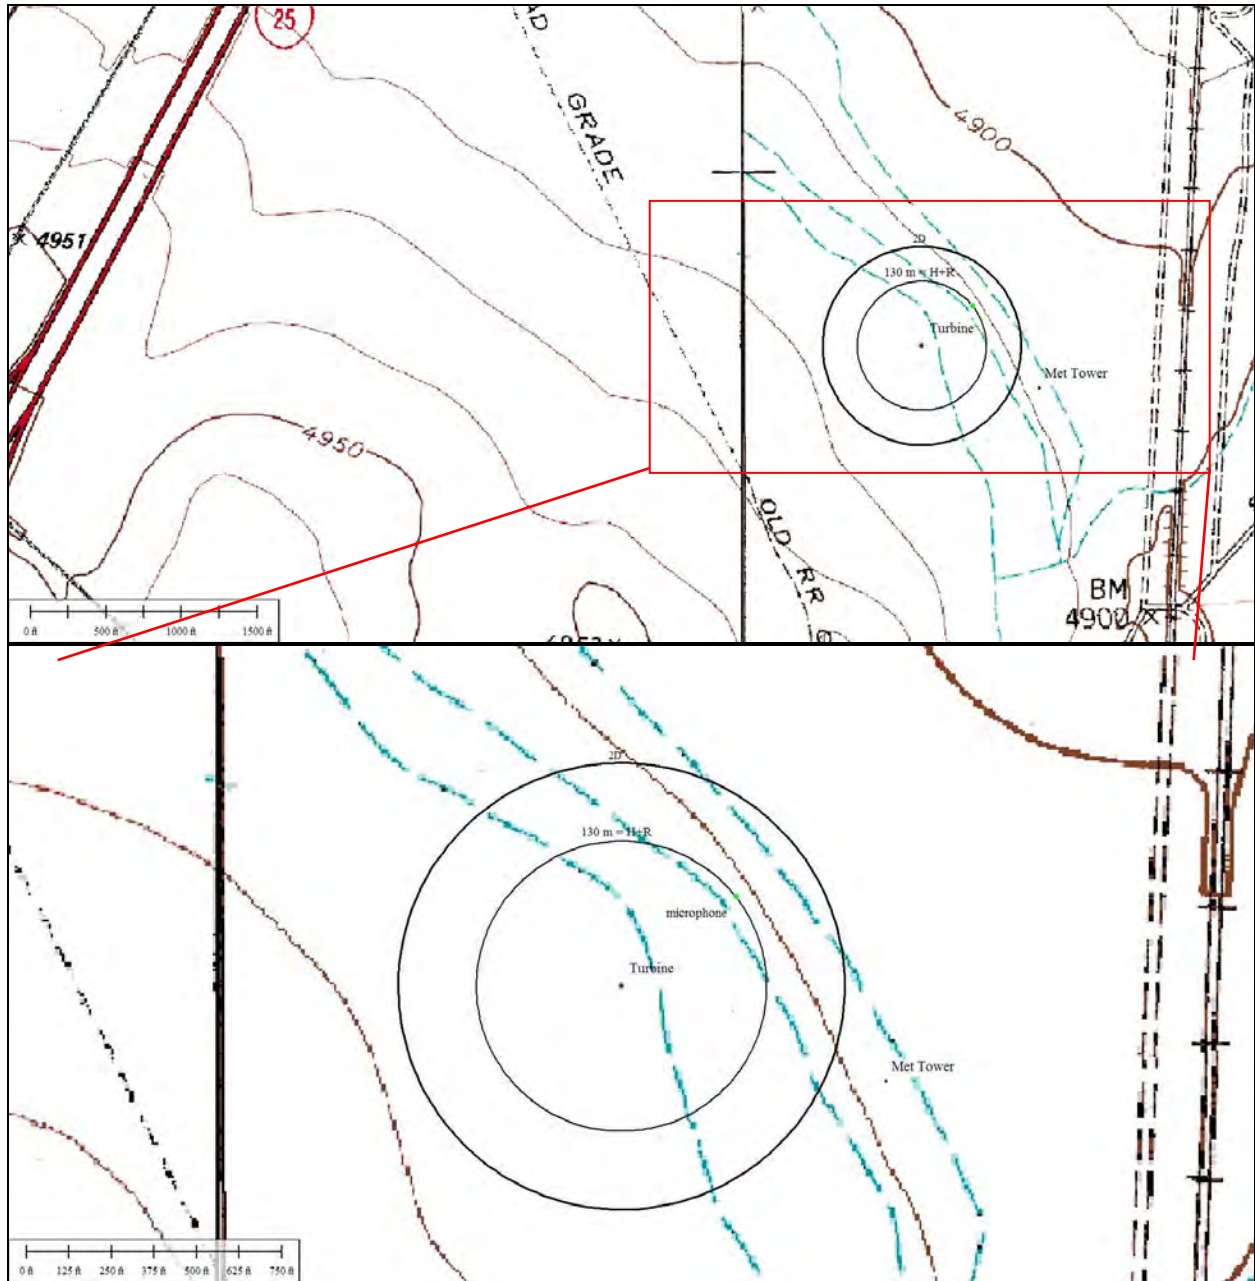 25
AD
GRADE
4900
4951
2D
130 m = H+R
Turbine
Met Tower
4950
OLD RR
BM
4900
0 ft 500 ft 1000 ft 1500 ft
2D
130 m = H+R
microphone
Turbine
Met Tower
0 ft 125 ft 250 ft 375 ft 500 ft 625 ft 750 ft